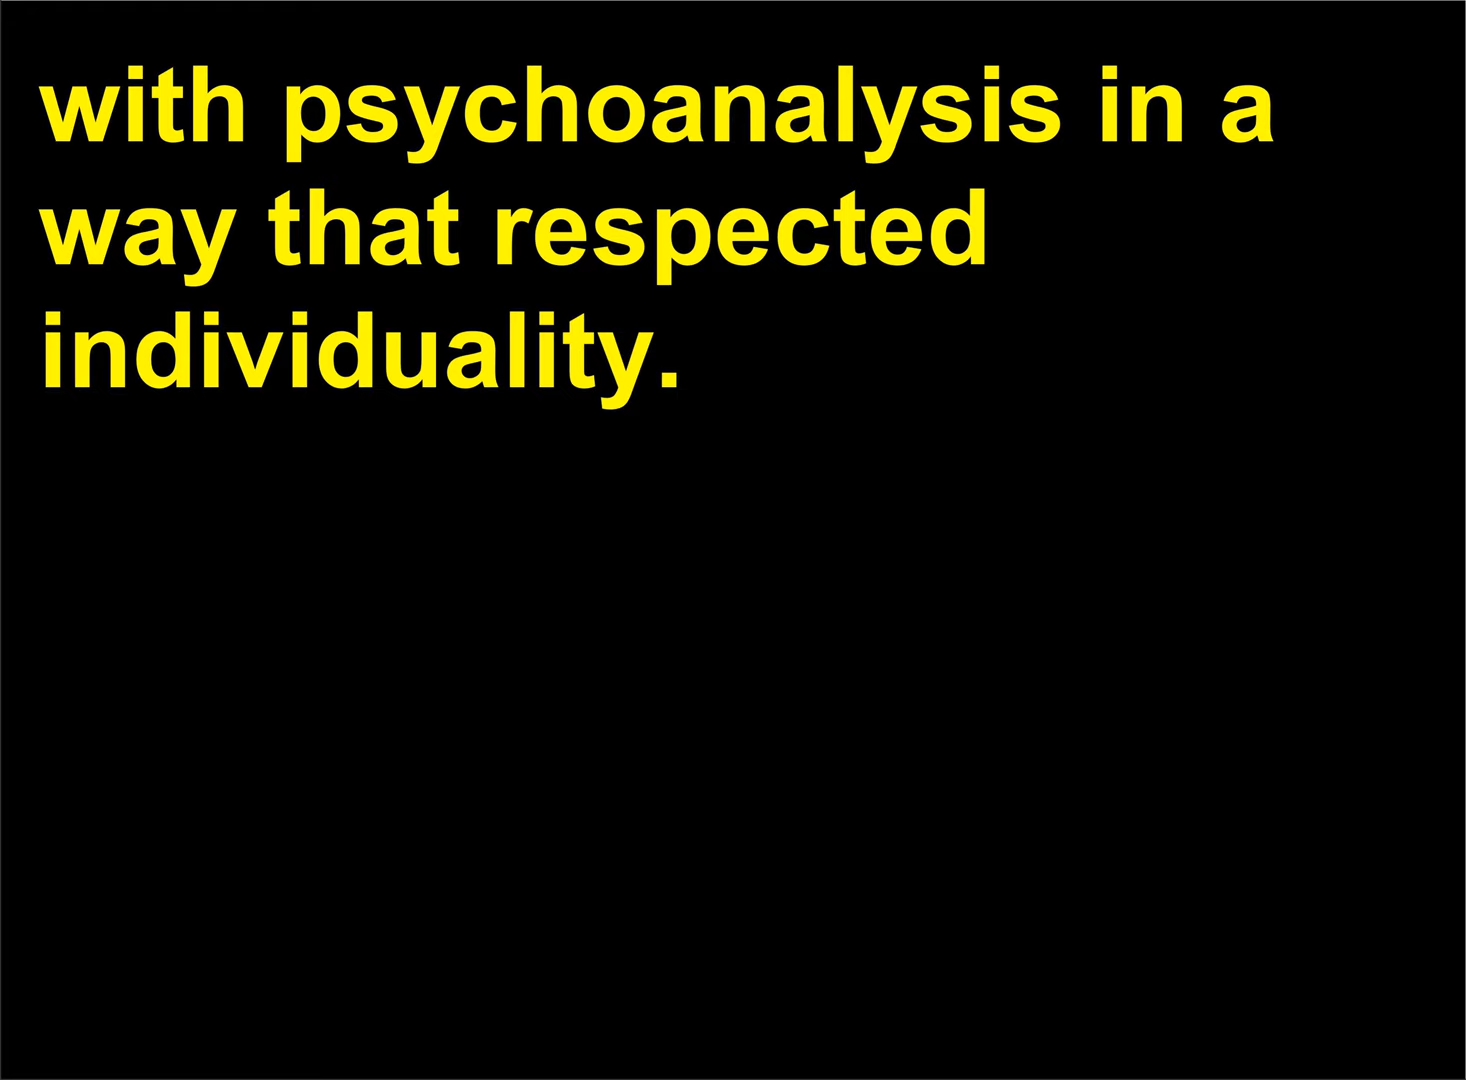 with psychoanalysis in a
way that respected
individuality.